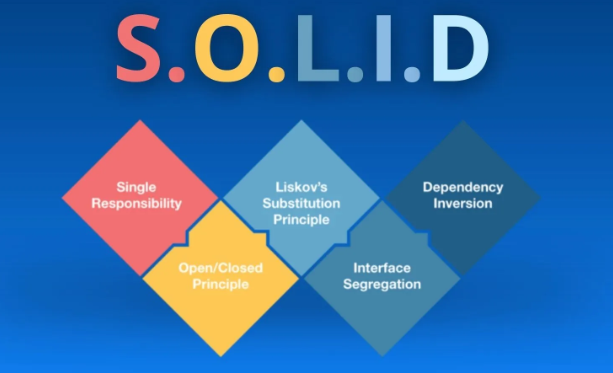 S.O.L.I.D
Single
Responsibility
Open/Closed
Principle
Liskov's
Substitution
Principle
Interface
Segregation
Dependency
Inversion